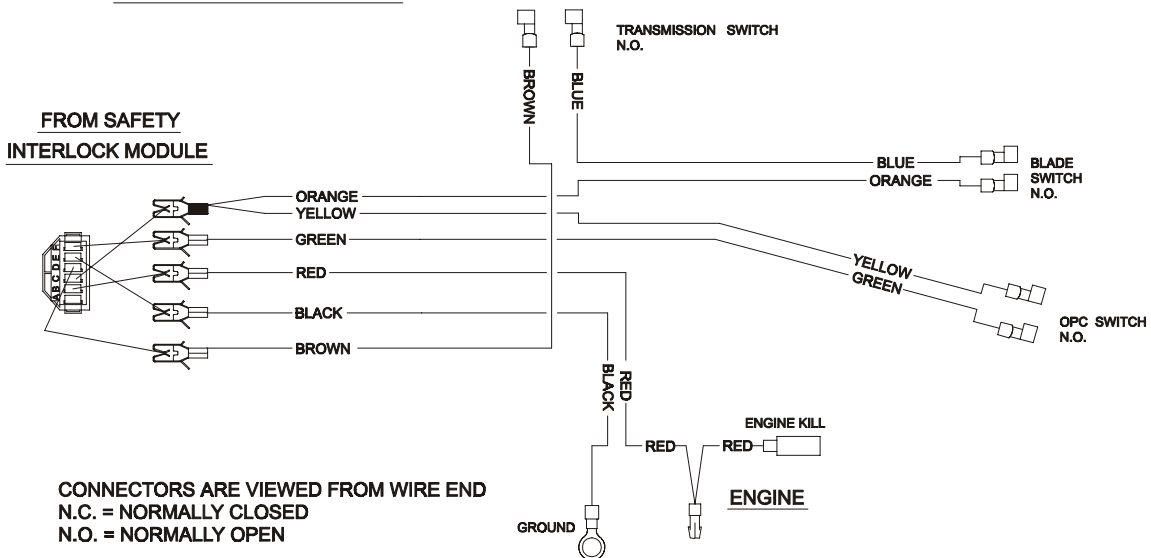 TRANSMISSION SWITCH
N.O.
BROWN
BLUE
FROM SAFETY
INTERLOCK MODULE
BLUE
ORANGE
BLADE
SWITCH
N.O.
ORANGE
YELLOW
GREEN
RED
BLACK
BROWN
A B C D E F
YELLOW
GREEN
OPC SWITCH
N.O.
RED
BLACK
RED
RED
ENGINE KILL
ENGINE
GROUND
CONNECTORS ARE VIEWED FROM WIRE END
N.C. = NORMALLY CLOSED
N.O. = NORMALLY OPEN